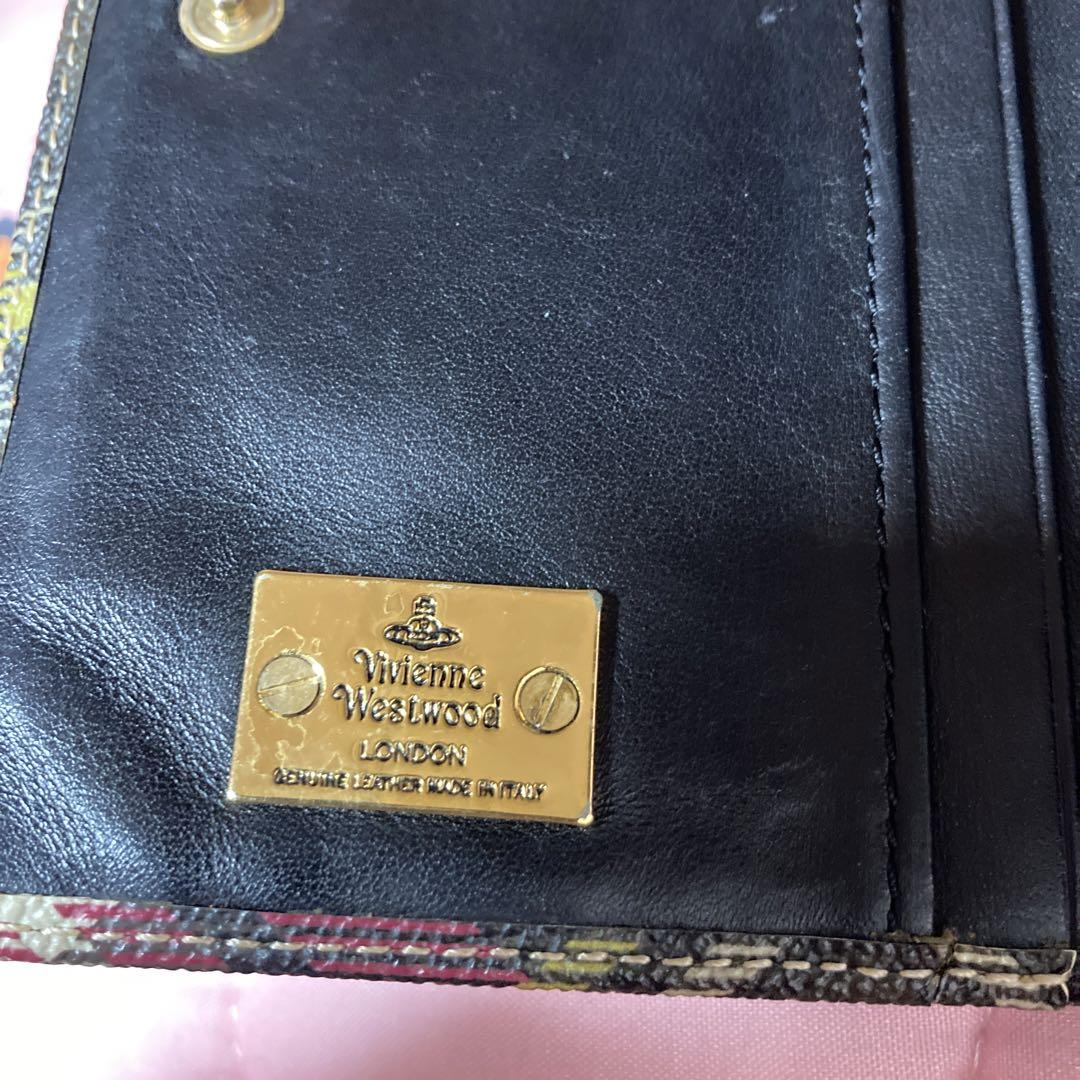 Vivienne
Westwood
LONDON
GENUINE LEATHER MADE IN ITALY